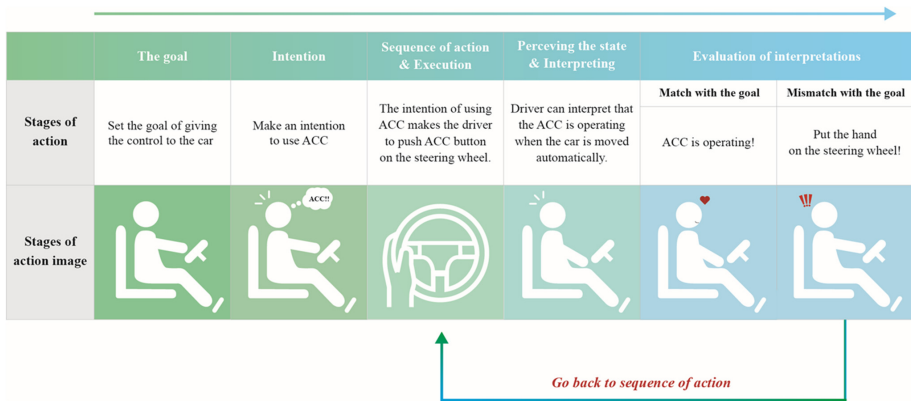 The goal
Intention
Sequence of action
& Execution
Perceving the state
& Interpreting
Evaluation of interpretations
Stages of
action
Set the goal of giving
the control to the car
Make an intention
to use ACC
The intention of using
ACC makes the driver
to push ACC button
on the steering wheel.
Driver can interpret that
the ACC is operating
when the car is moved
automatically.
Match with the goal
ACC is operating!
Mismatch with the goal
Put the hand
on the steering wheel!
Stages of
action image
ACC!!
!!!
Go back to sequence of action